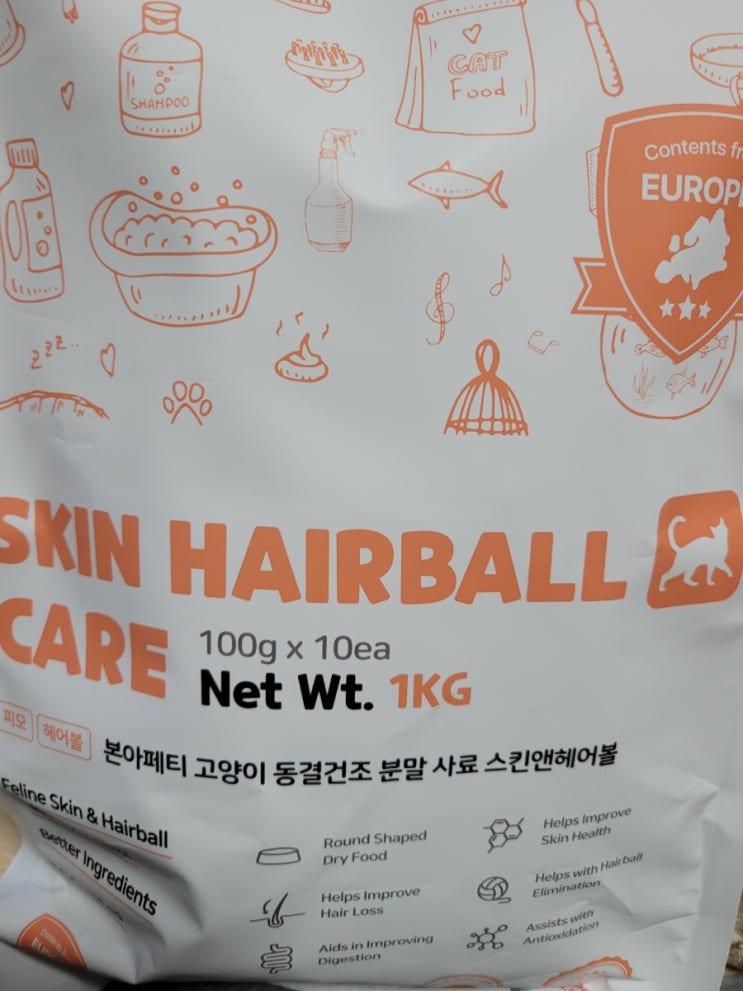 SHAMPOO
CAT
Food
Contents
EUROPE
zzz..
SKIN HAIRBALL
CARE
100g x 10ea
Net Wt. 1KG
피모 헤어볼
본아페티 고양이 동결건조 분말 사료 스킨앤헤어볼
Feline Skin & Hairball
Better Ingredients
Round Shaped
Dry Food
Helps Improve
Skin Health
Helps Improve
Hair Loss
Helps with Hairball
Elimination
Aids in Improving
Digestion
Assists with
Antioxidation